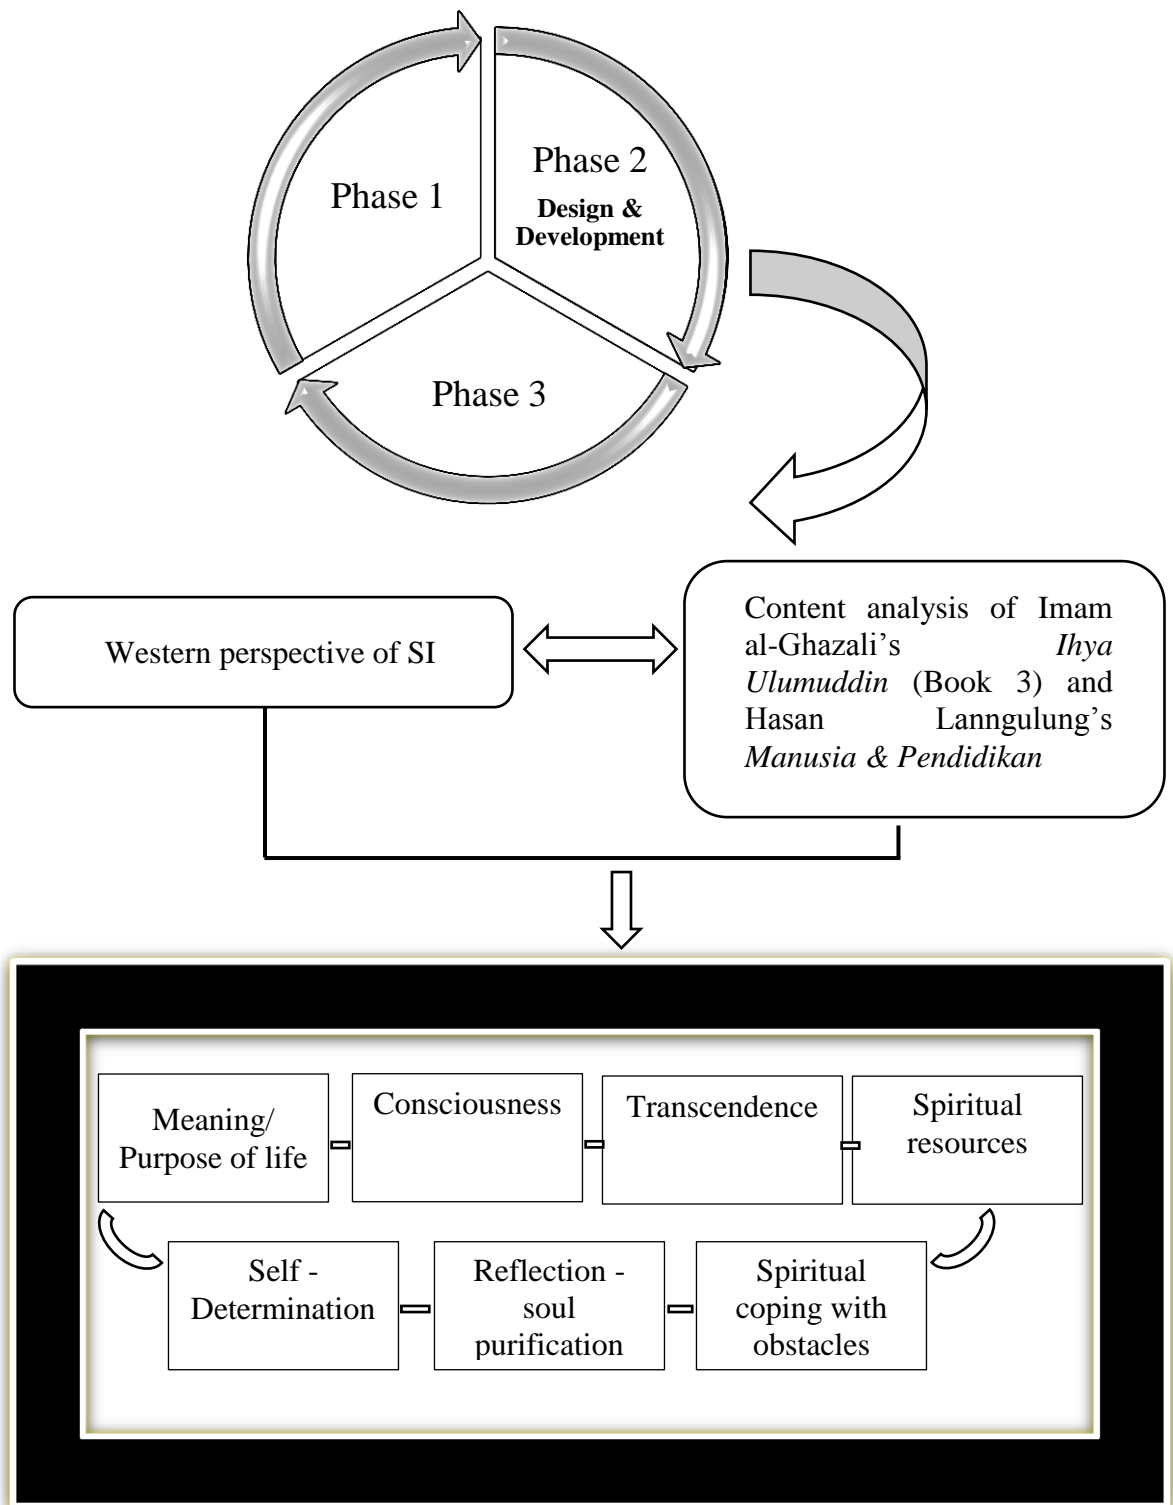 Phase 1
Phase 2
Design &
Development
Phase 3
Western perspective of SI
Content analysis of Imam
al-Ghazali’s Ihya
Ulumuddin (Book 3) and
Hasan Lanngulung’s
Manusia & Pendidikan
Meaning/
Purpose of life
Consciousness
Transcendence
Spiritual
resources
Self -
Determination
Reflection -
soul
purification
Spiritual
coping with
obstacles